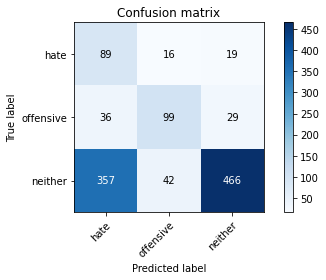 Confusion matrix
hate 89 16 19
offensive 36 99 29
neither 357 42 466
hate offensive neither
True label
Predicted label
450
400
350
300
250
200
150
100
50